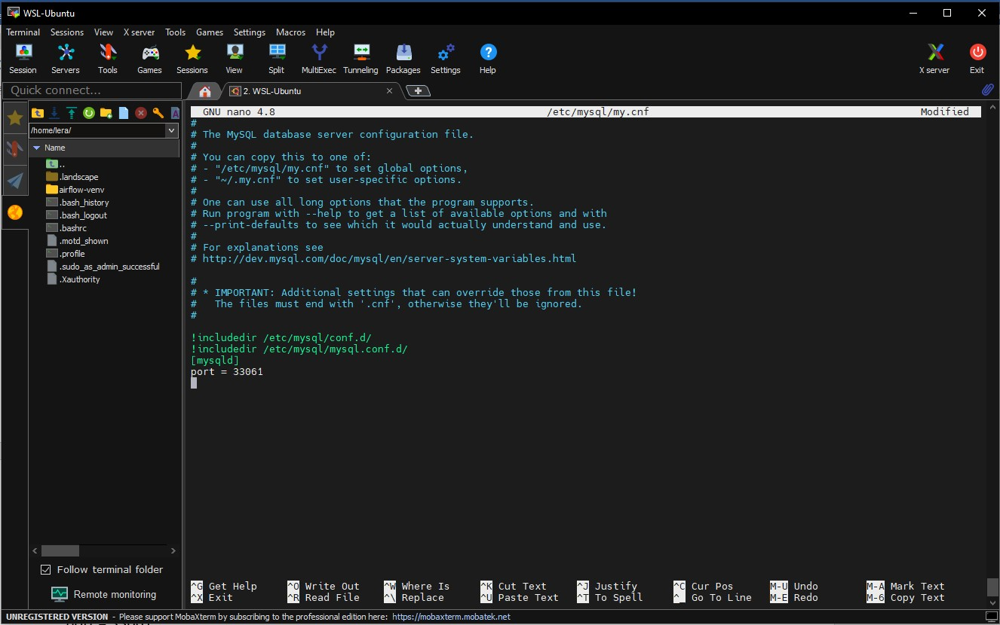 WSL-Ubuntu
Terminal Sessions View X server Tools Games Settings Macros Help
Session Servers Tools Games Sessions View Split MultiExec Tunneling Packages Settings Help X server Exit
Quick connect...
2. WSL-Ubuntu
/home/lera/
Name
..
.landscape
airflow-venv
.bash_history
.bash_logout
.bashrc
.motd_shown
.profile
.sudo_as_admin_successful
.Xauthority
Follow terminal folder
Remote monitoring
GNU nano 4.8 /etc/mysql/my.cnf Modified
#
# The MySQL database server configuration file.
#
# You can copy this to one of:
# - "/etc/mysql/my.cnf" to set global options,
# - "~/.my.cnf" to set user-specific options.
#
# One can use all long options that the program supports.
# Run program with --help to get a list of available options and with
# --print-defaults to see which it would actually understand and use.
#
# For explanations see
# http://dev.mysql.com/doc/mysql/en/server-system-variables.html
#
# * IMPORTANT: Additional settings that can override those from this file!
#   The files must end with '.cnf', otherwise they'll be ignored.
#
!includedir /etc/mysql/conf.d/
!includedir /etc/mysql/mysql.conf.d/
[mysqld]
port = 33061
^G Get Help ^O Write Out ^W Where Is ^K Cut Text ^J Justify ^C Cur Pos M-U Undo M-A Mark Text
^X Exit ^R Read File ^\ Replace ^U Paste Text ^T To Spell ^_ Go To Line M-E Redo M-6 Copy Text
UNREGISTERED VERSION - Please support MobaXterm by subscribing to the professional edition here: https://mobaxterm.mobatek.net